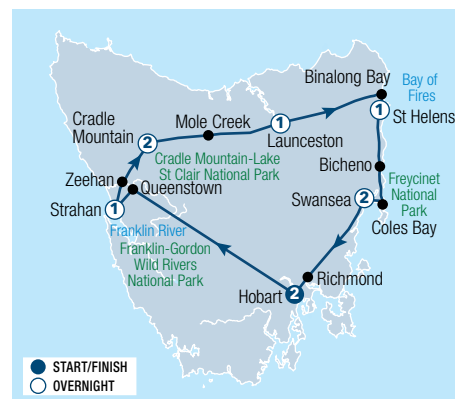 Binalong Bay
Bay of
Fires
1
St Helens
Mole Creek
1
Launceston
Cradle
Mountain
2
Cradle Mountain-Lake
St Clair National Park
Bicheno
Freycinet
National
Park
Zeehan
Queenstown
Swansea
2
Coles Bay
Strahan
1
Franklin River
Franklin-Gordon
Wild Rivers
National Park
Richmond
Hobart
2
START/FINISH
OVERNIGHT